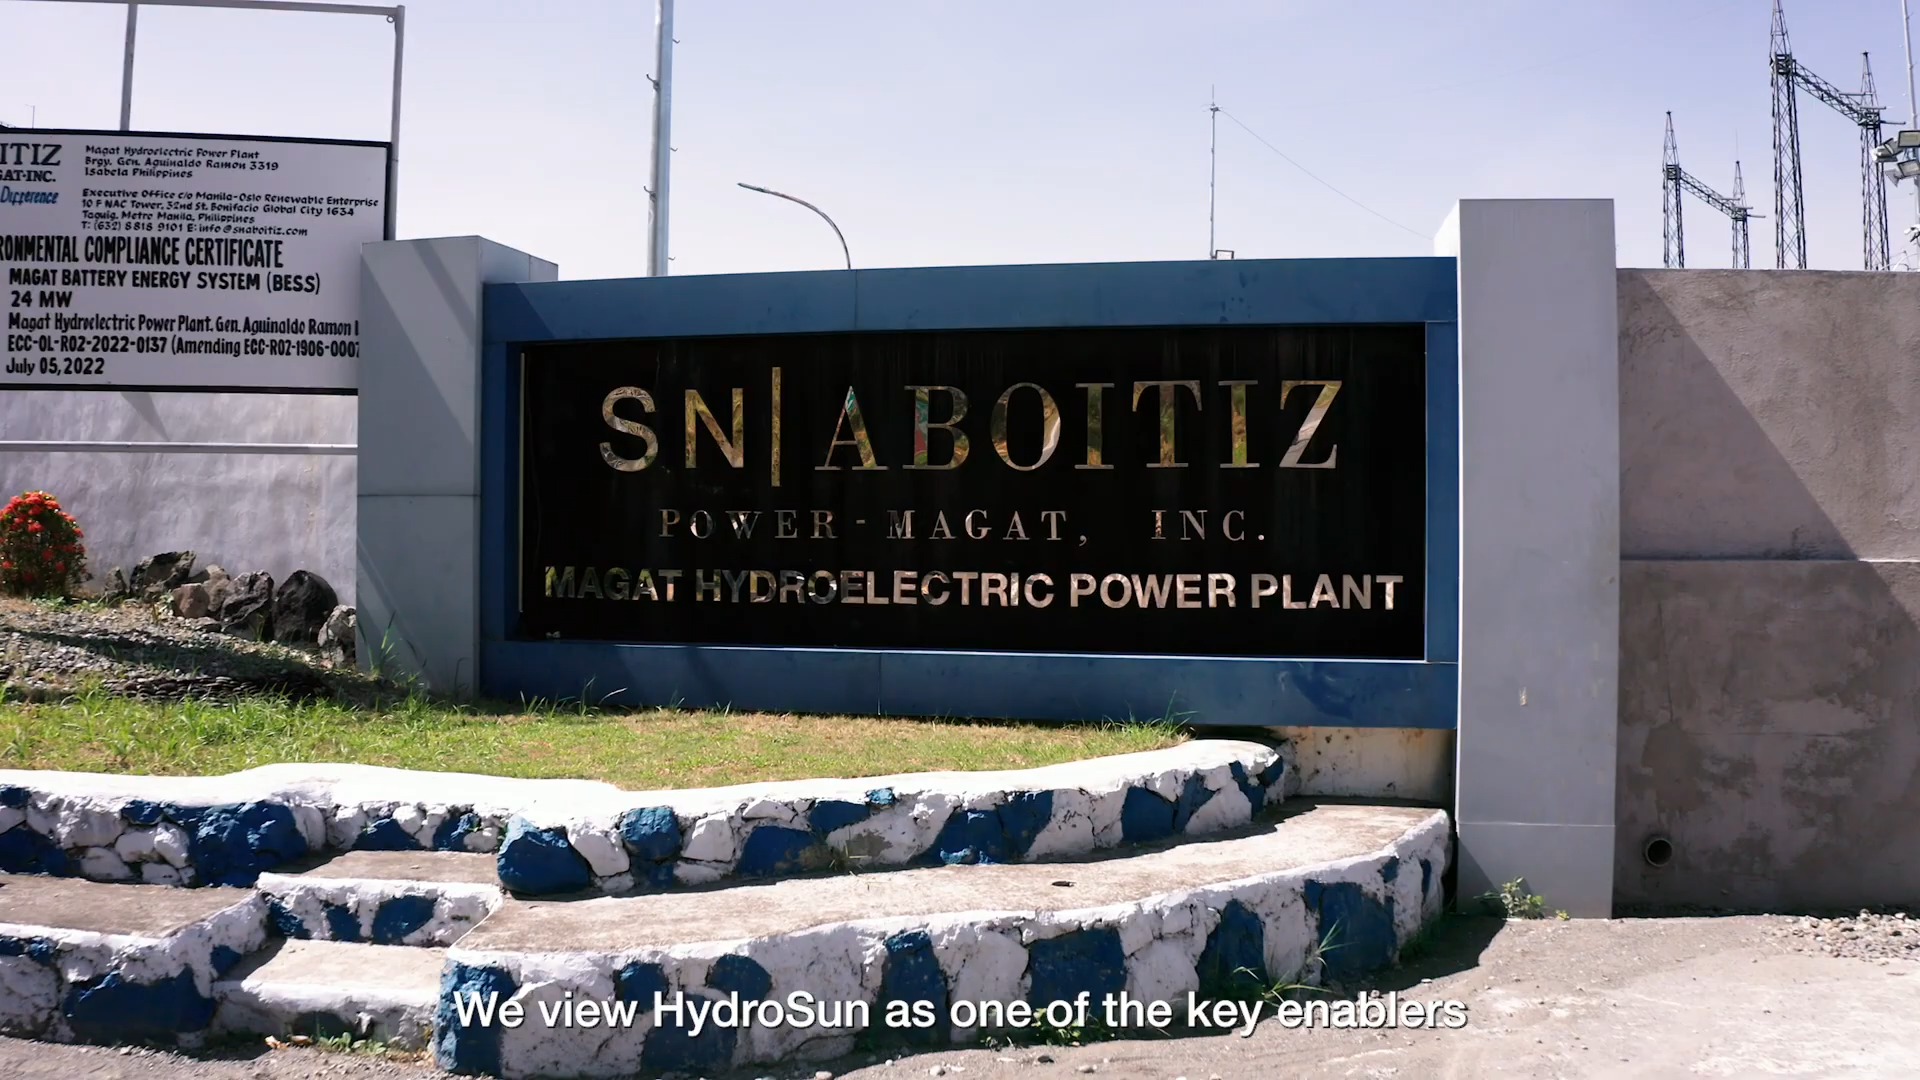 ITIZ
GAT-INC.
Difference
Magat Hydroelectric Power Plant
Brgy. Gen. Aguinaldo Ramon 3319
Isabela Philippines
Executive Office c/o Manila-Oslo Renewable Enterprise
10 F NAC Tower, 32nd St. Bonifacio Global City 1634
Taguig, Metro Manila, Philippines
T: (632) 8818 9101 E: info@snaboitiz.com
RONMENTAL COMPLIANCE CERTIFICATE
MAGAT BATTERY ENERGY SYSTEM (BESS)
24 MW
Magat Hydroelectric Power Plant. Gen. Aguinaldo Ramon
ECC-OL-R02-2022-0137 (Amending ECC-R02-1906-0007
July 05, 2022
SN|ABOITIZ
POWER-MAGAT, INC.
MAGAT HYDROELECTRIC POWER PLANT
We view HydroSun as one of the key enablers